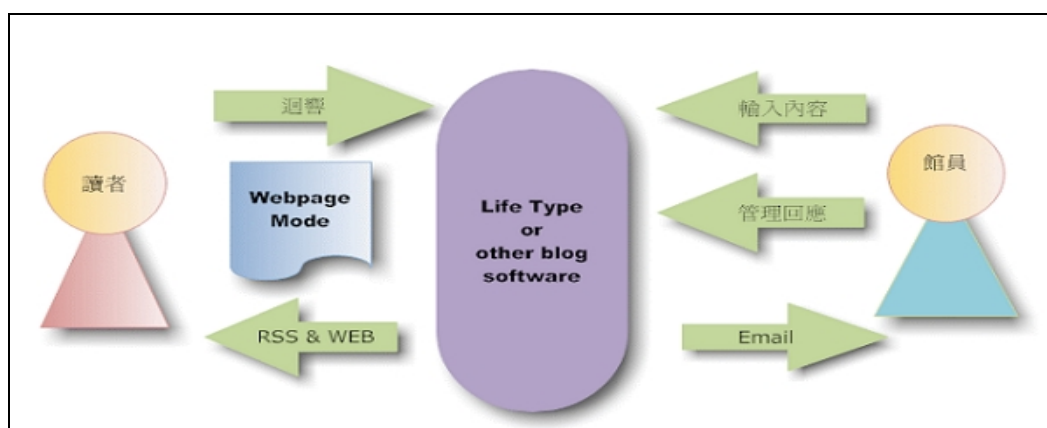 迴響
輸入內容
讀者
館員
Webpage
Mode
Life Type
or
other blog
software
管理回應
RSS & WEB
Email